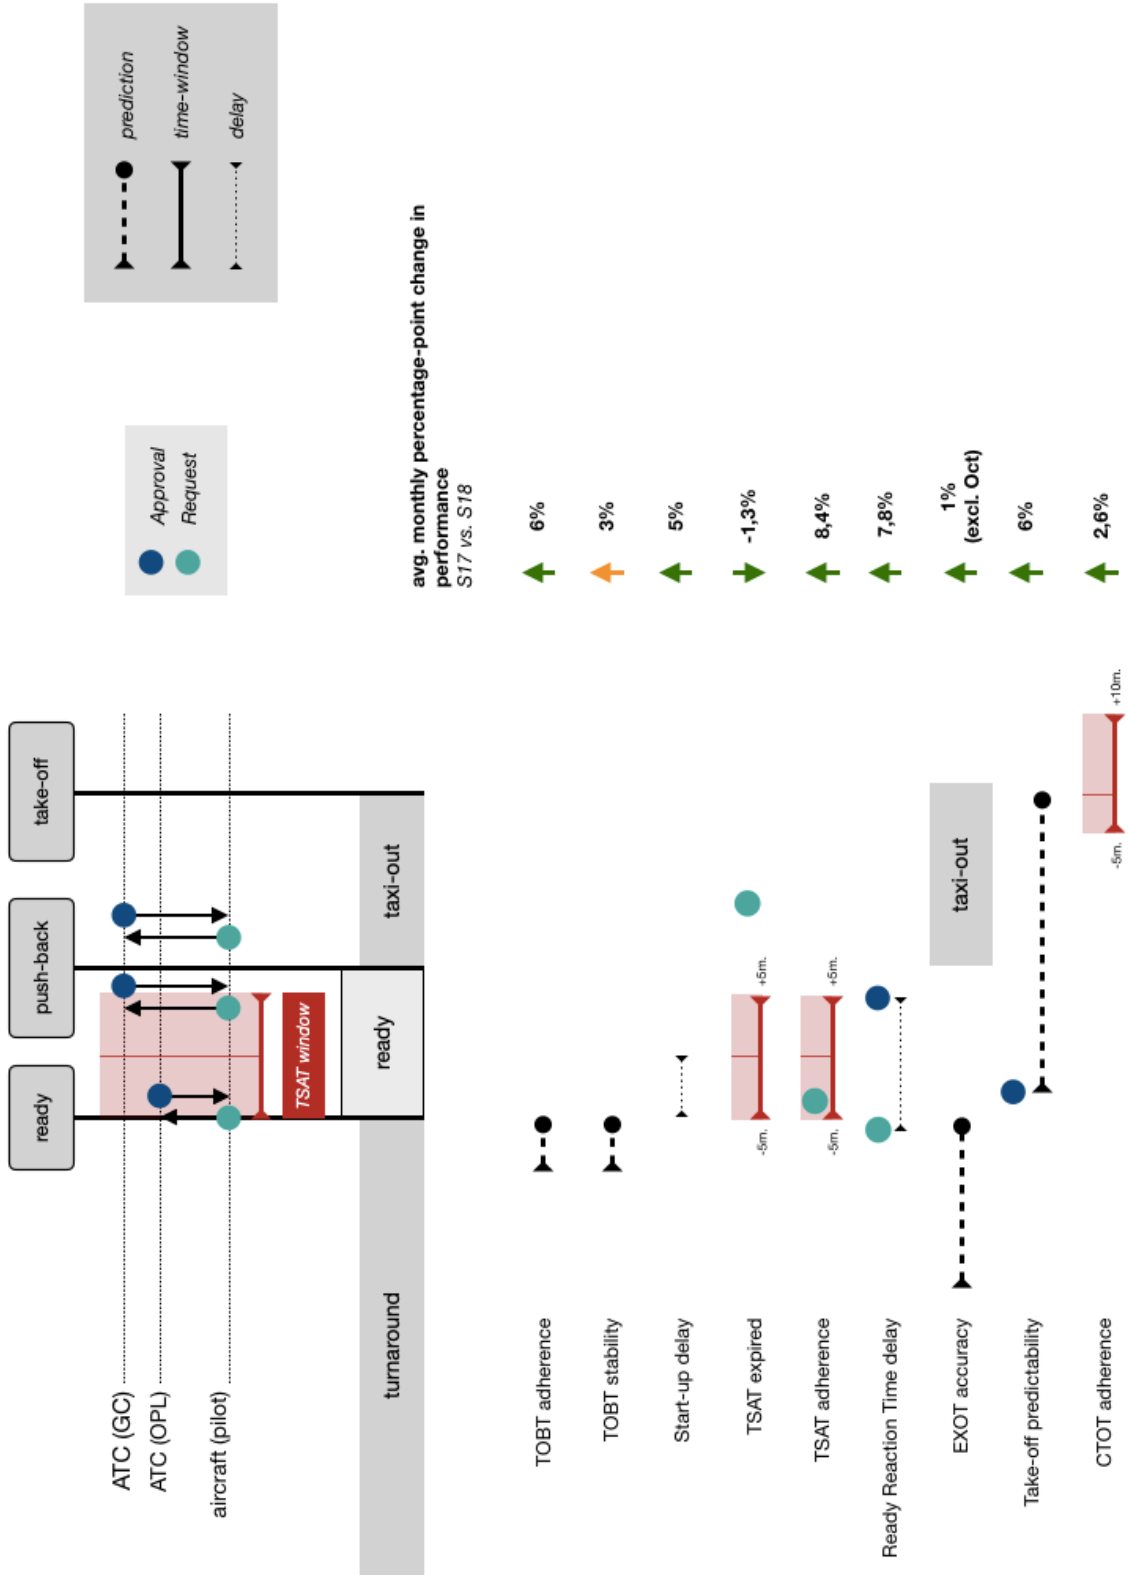 ready
push-back
take-off
ATC (GC)
ATC (OPL)
aircraft (pilot)
TSAT window
turnaround
ready
taxi-out
Approval
Request
prediction
time-window
delay
avg. monthly percentage-point change in
performance
S17 vs. S18
TOBT adherence
6%
TOBT stability
3%
Start-up delay
5%
TSAT expired
-5m.
+5m.
-1,3%
TSAT adherence
-5m.
+5m.
8,4%
Ready Reaction Time delay
7,8%
EXOT accuracy
taxi-out
1%
(excl. Oct)
Take-off predictability
6%
CTOT adherence
-5m.
+10m.
2,6%